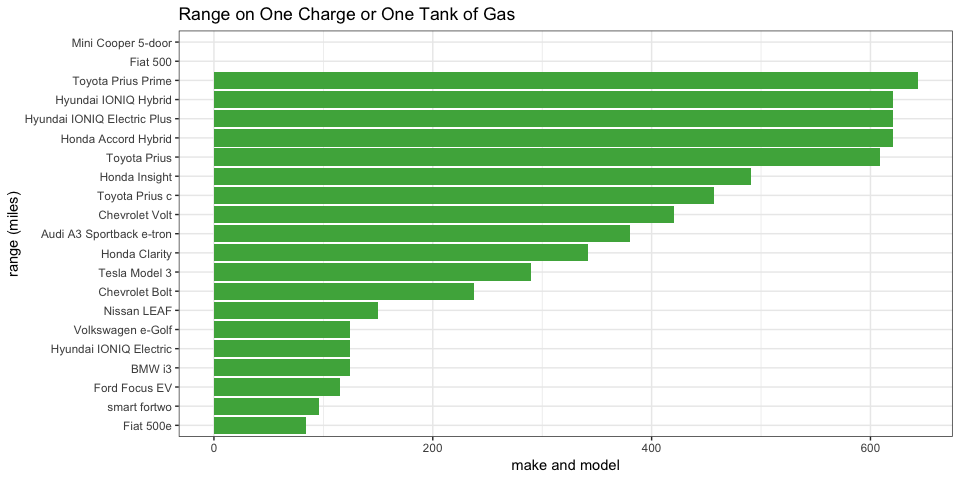 Range on One Charge or One Tank of Gas
Mini Cooper 5-door
Fiat 500
Toyota Prius Prime
Hyundai IONIQ Hybrid
Hyundai IONIQ Electric Plus
Honda Accord Hybrid
Toyota Prius
Honda Insight
Toyota Prius c
Chevrolet Volt
Audi A3 Sportback e-tron
Honda Clarity
Tesla Model 3
Chevrolet Bolt
Nissan LEAF
Volkswagen e-Golf
Hyundai IONIQ Electric
BMW i3
Ford Focus EV
smart fortwo
Fiat 500e
range (miles)
0 200 400 600
make and model